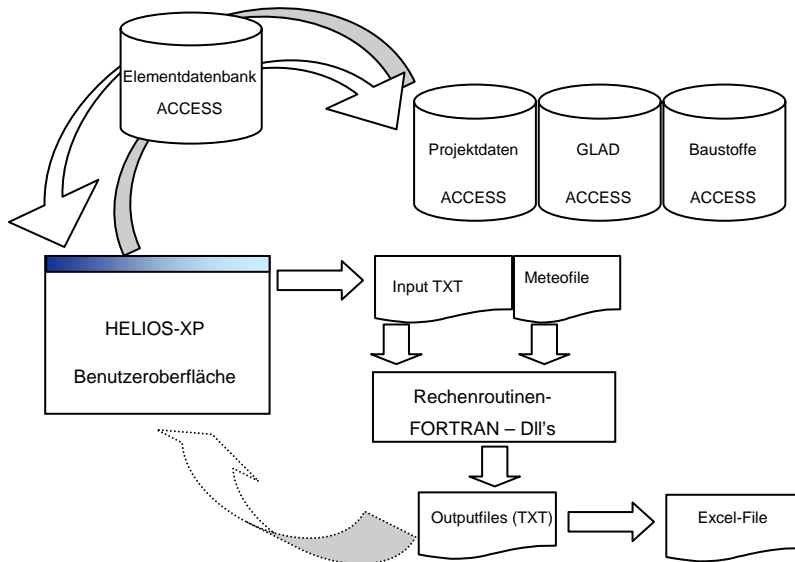 Elementdatenbank
ACCESS
Projektdaten
ACCESS
GLAD
ACCESS
Baustoffe
ACCESS
HELIOS-XP
Benutzeroberfläche
Input TXT
Meteofile
Rechenroutinen-
FORTRAN – Dll's
Outputfiles (TXT)
Excel-File